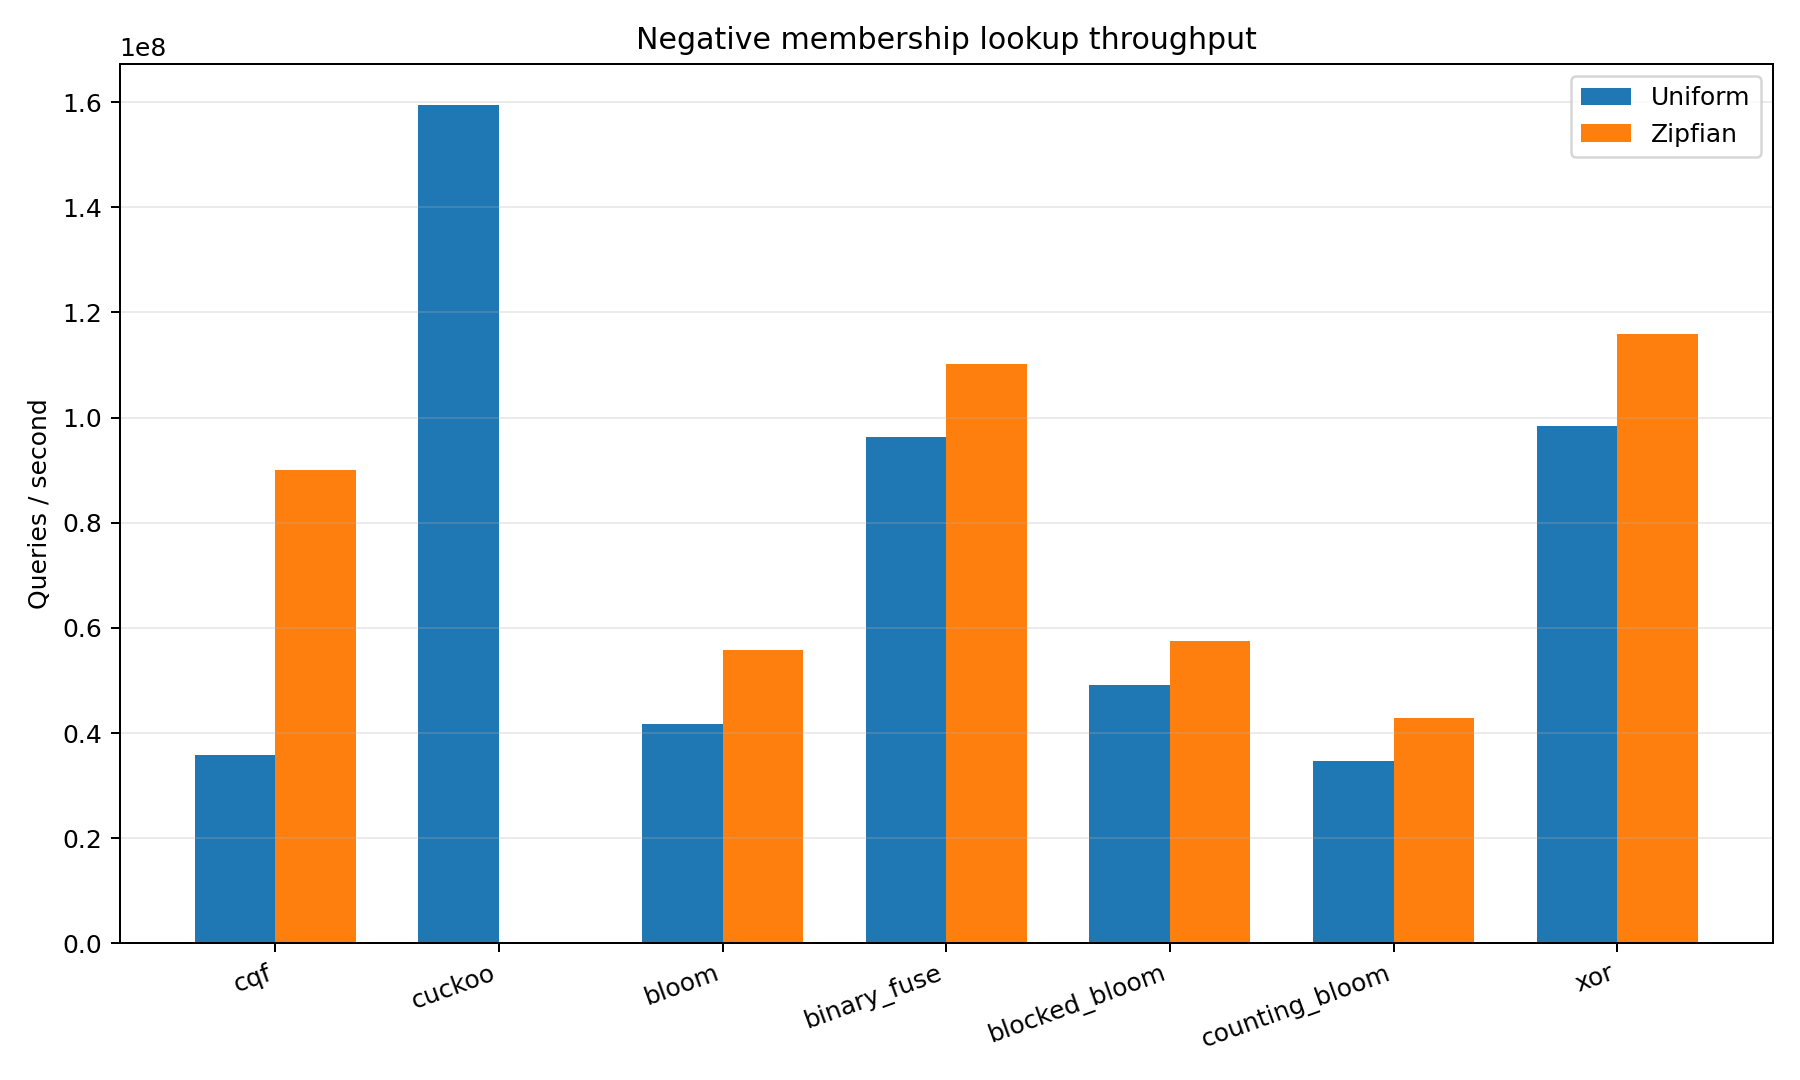 Negative membership lookup throughput
1e8
1.6
1.4
1.2
1.0
0.8
0.6
0.4
0.2
0.0
Queries / second
Uniform
Zipfian
cqf
cuckoo
bloom
binary_fuse
blocked_bloom
counting_bloom
xor